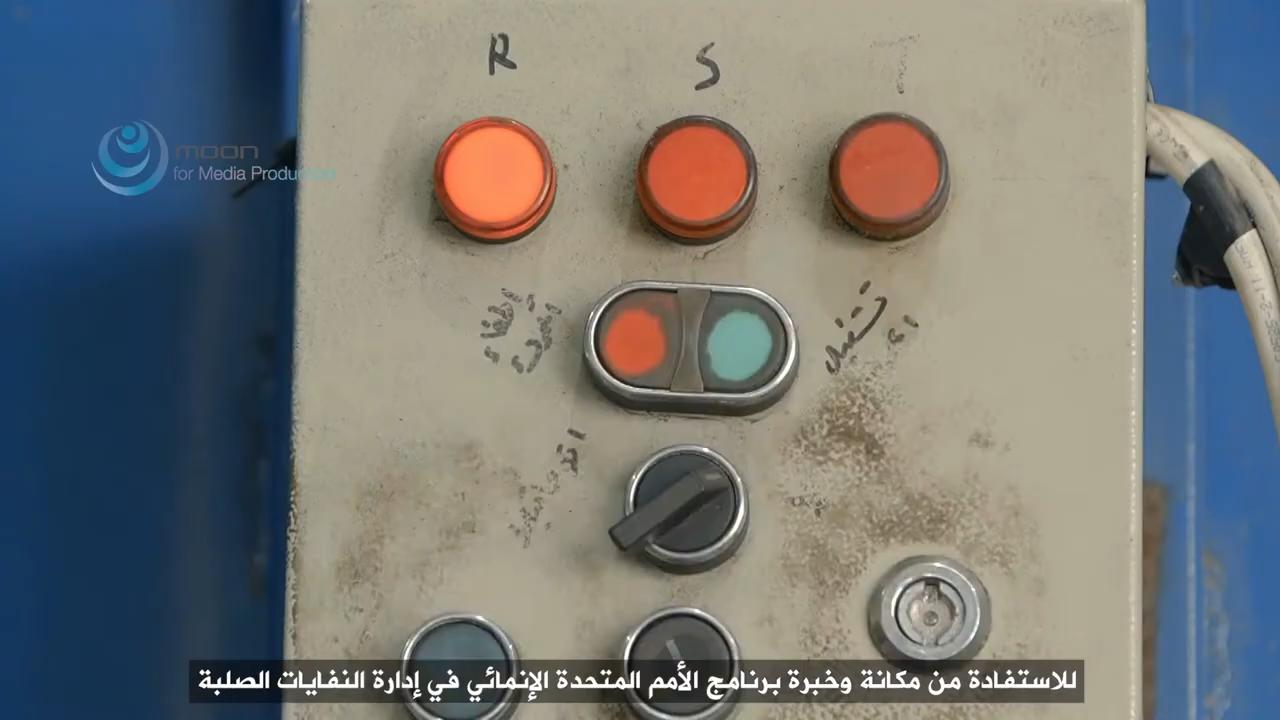 R S T
moon
for Media Production
تشغيل
للاستفادة من مكانة وخبرة برنامج الأمم المتحدة الإنمائي في إدارة النفايات الصلبة